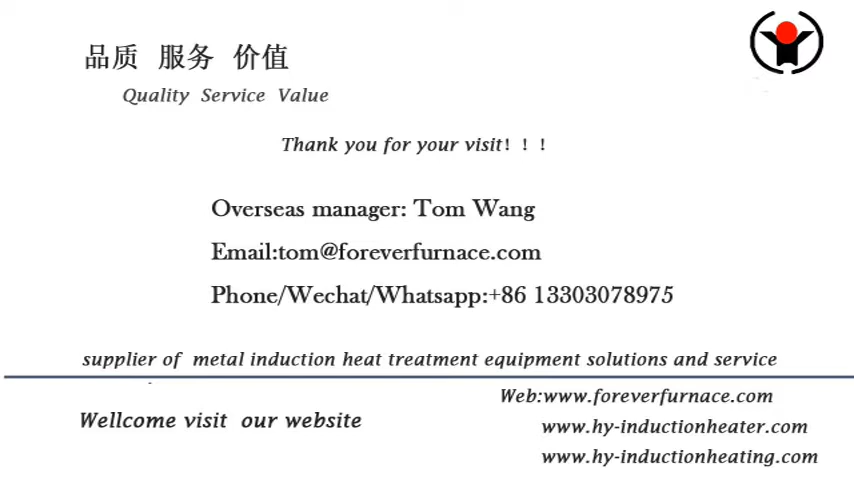 品质 服务 价值
Quality Service Value
Thank you for your visit！！！
Overseas manager: Tom Wang
Email:tom@foreverfurnace.com
Phone/Wechat/Whatsapp:+86 13303078975
supplier of metal induction heat treatment equipment solutions and service
Web:www.foreverfurnace.com
Wellcome visit our website
www.hy-inductionheater.com
www.hy-inductionheating.com